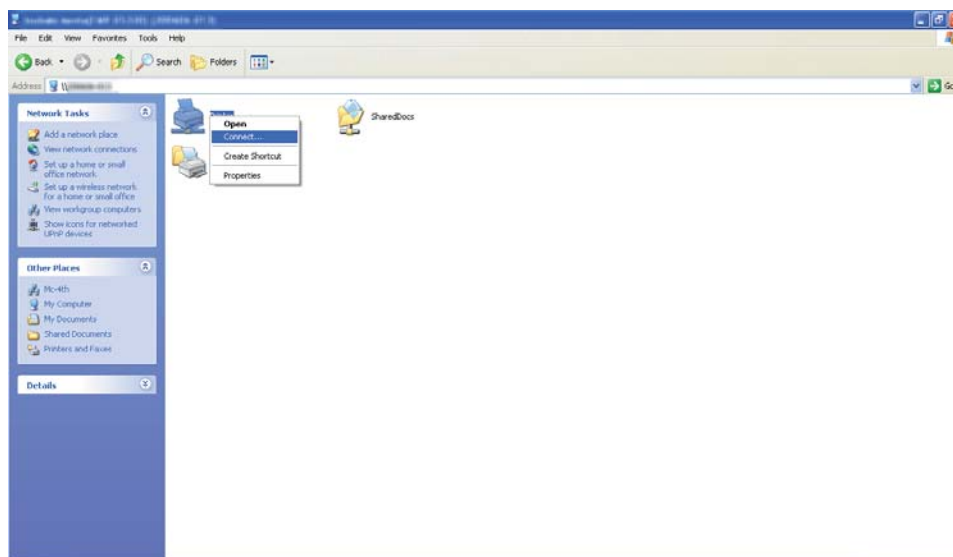 File Edit View Favorites Tools Help
Back Search Folders
Address \\
Network Tasks
Add a network place
View network connections
Set up a home or small
office network
Set up a wireless network
for a home or small office
View workgroup computers
Show icons for networked
UPnP devices
Other Places
Mc-4th
My Computer
My Documents
Shared Documents
Printers and Faxes
Details
Open
Connect...
Create Shortcut
Properties
SharedDocs
Go